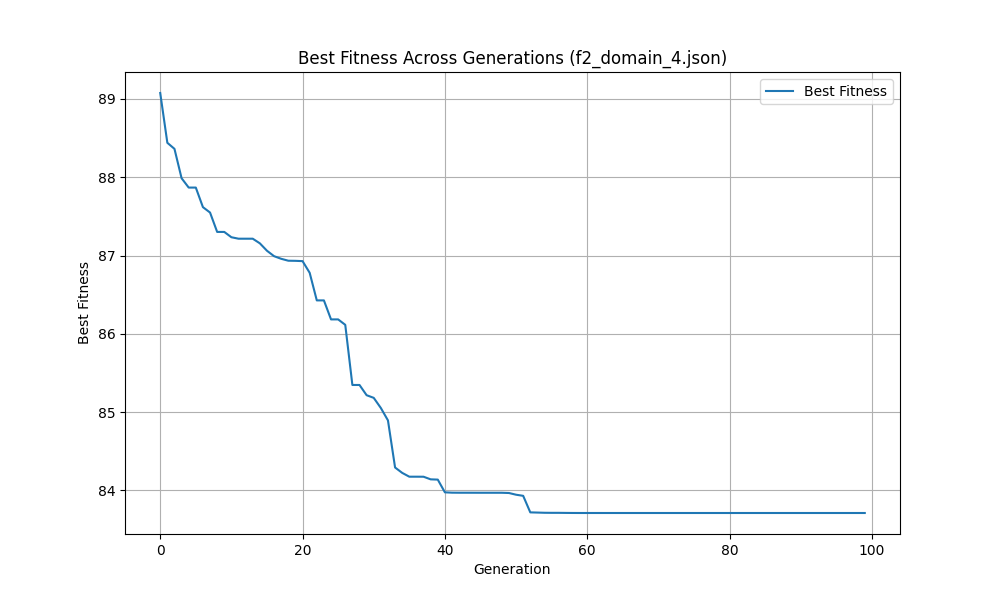 Best Fitness Across Generations (f2_domain_4.json)
Best Fitness
89
88
87
86
85
84
Best Fitness
0 20 40 60 80 100
Generation